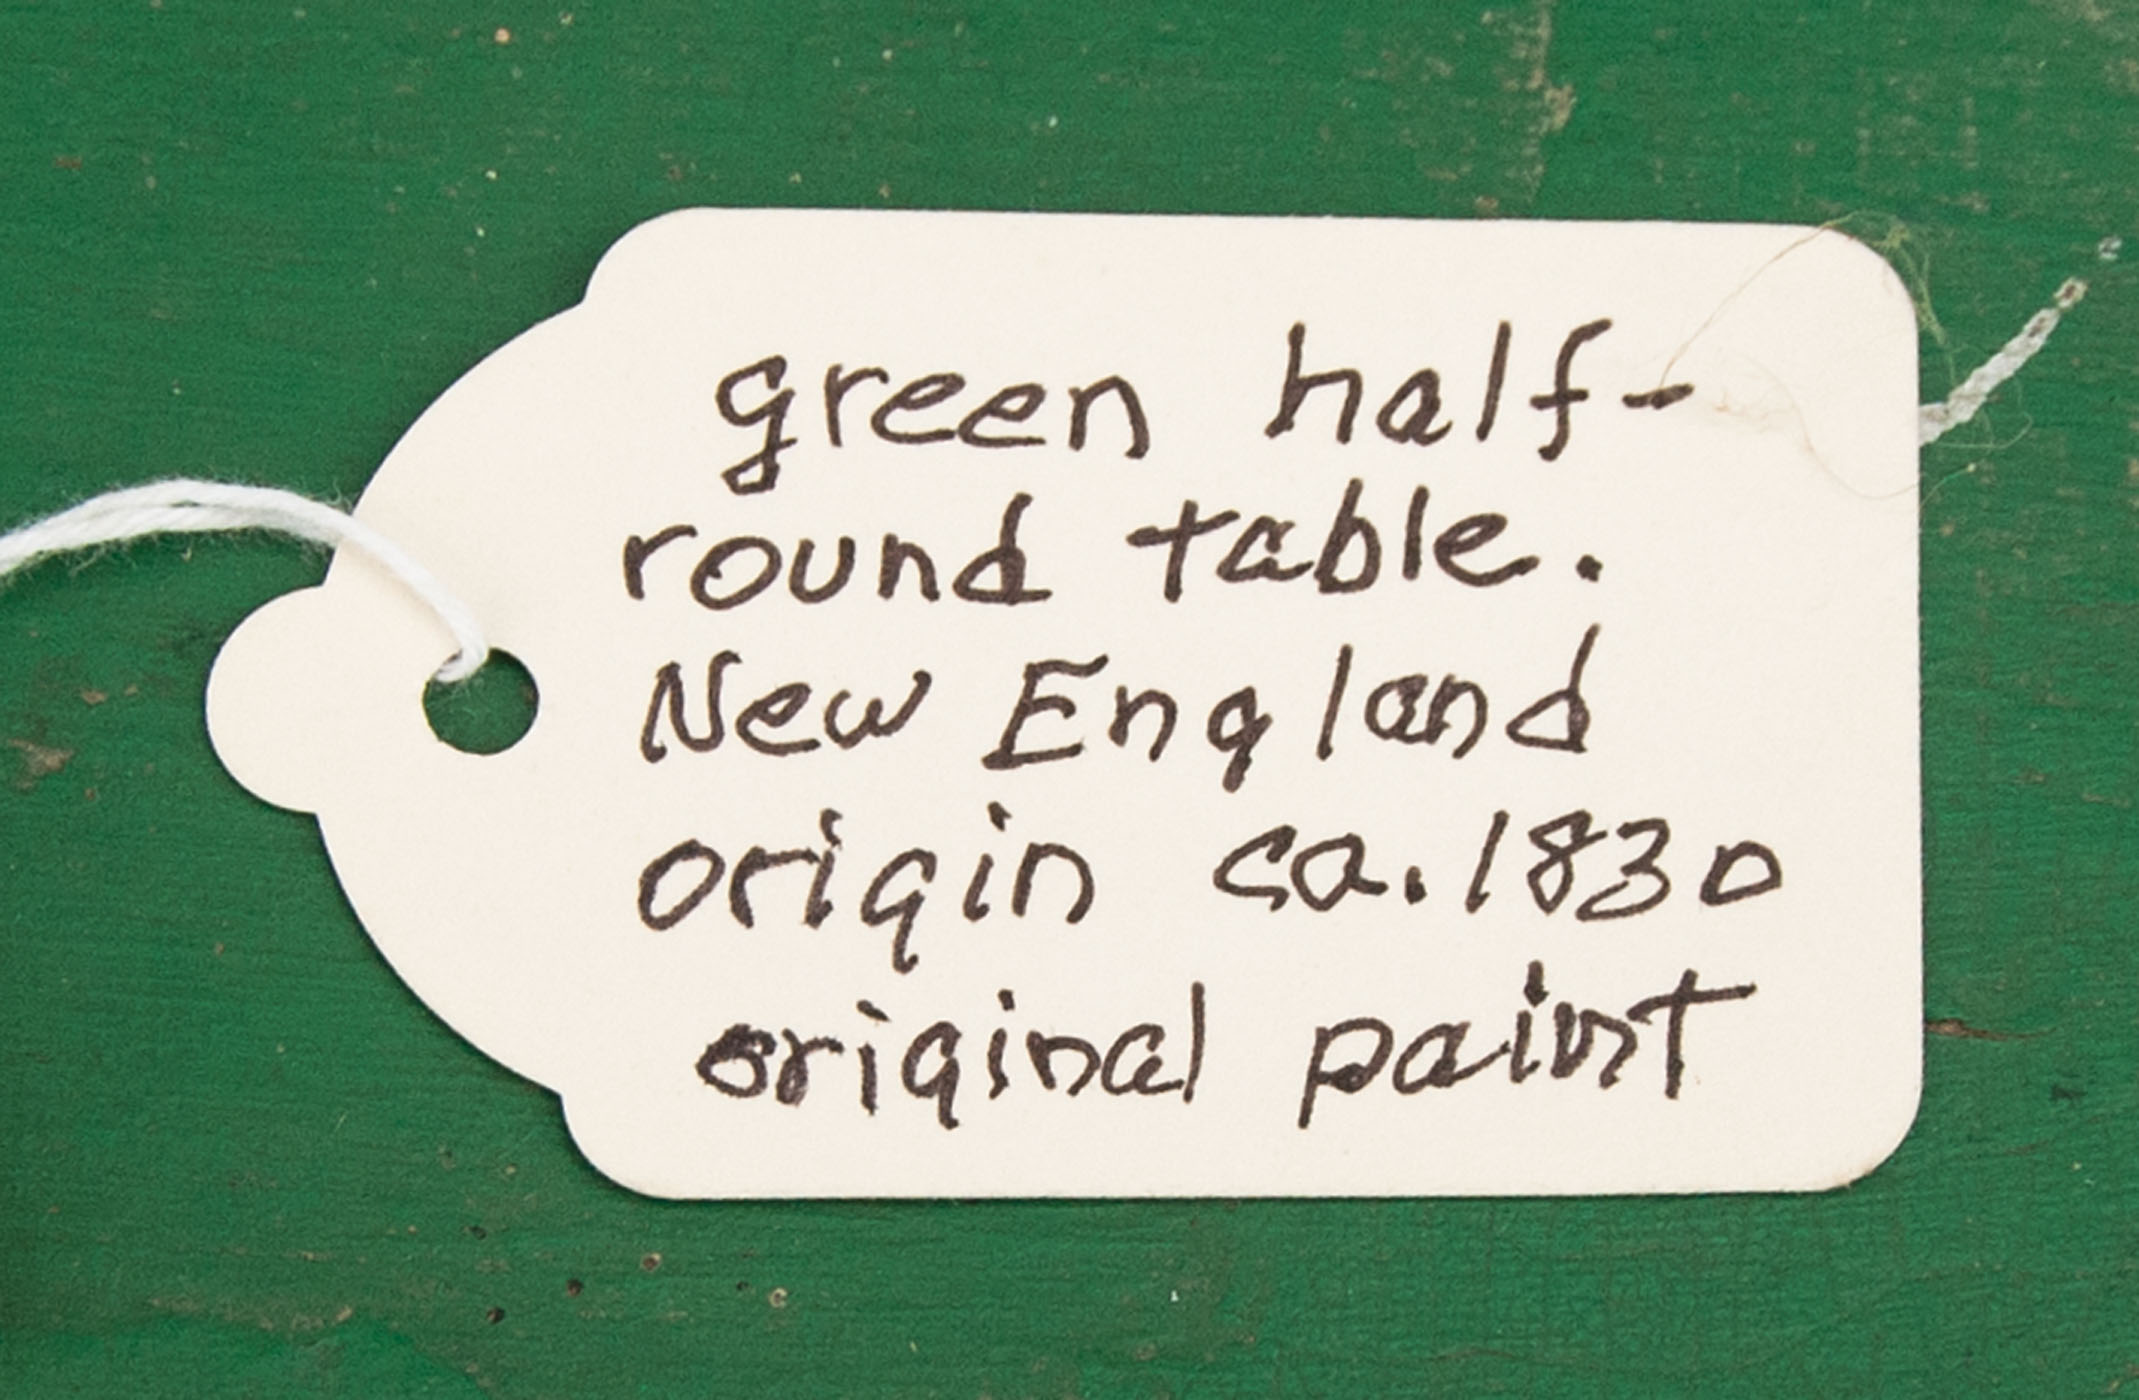 green half-
round table.
New England
origin ca. 1830
original paint